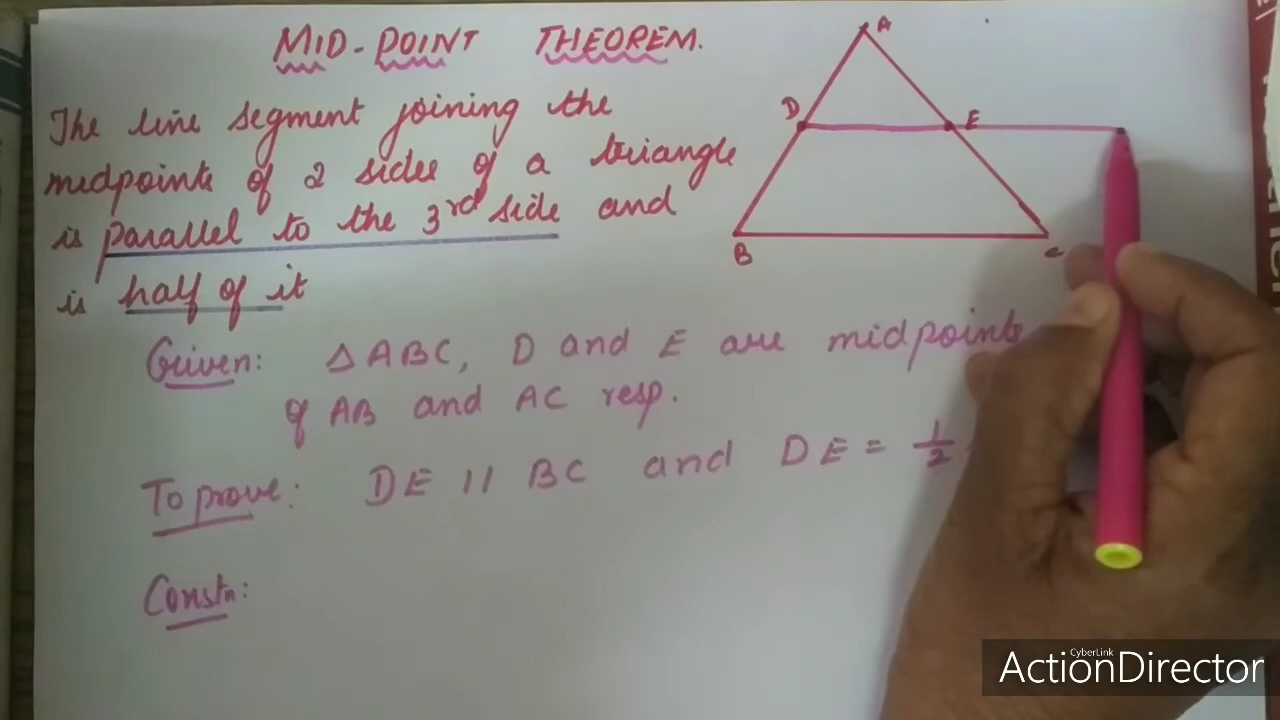 MID-POINT THEOREM.
The line segment joining the
midpoints of 2 sides of a triangle
is parallel to the 3rd side and
is half of it
A
D
E
B
C
Given: △ABC, D and E are midpoints
of AB and AC resp.
To prove: DE // BC and DE = 1/2
Constn:
CyberLink
ActionDirector